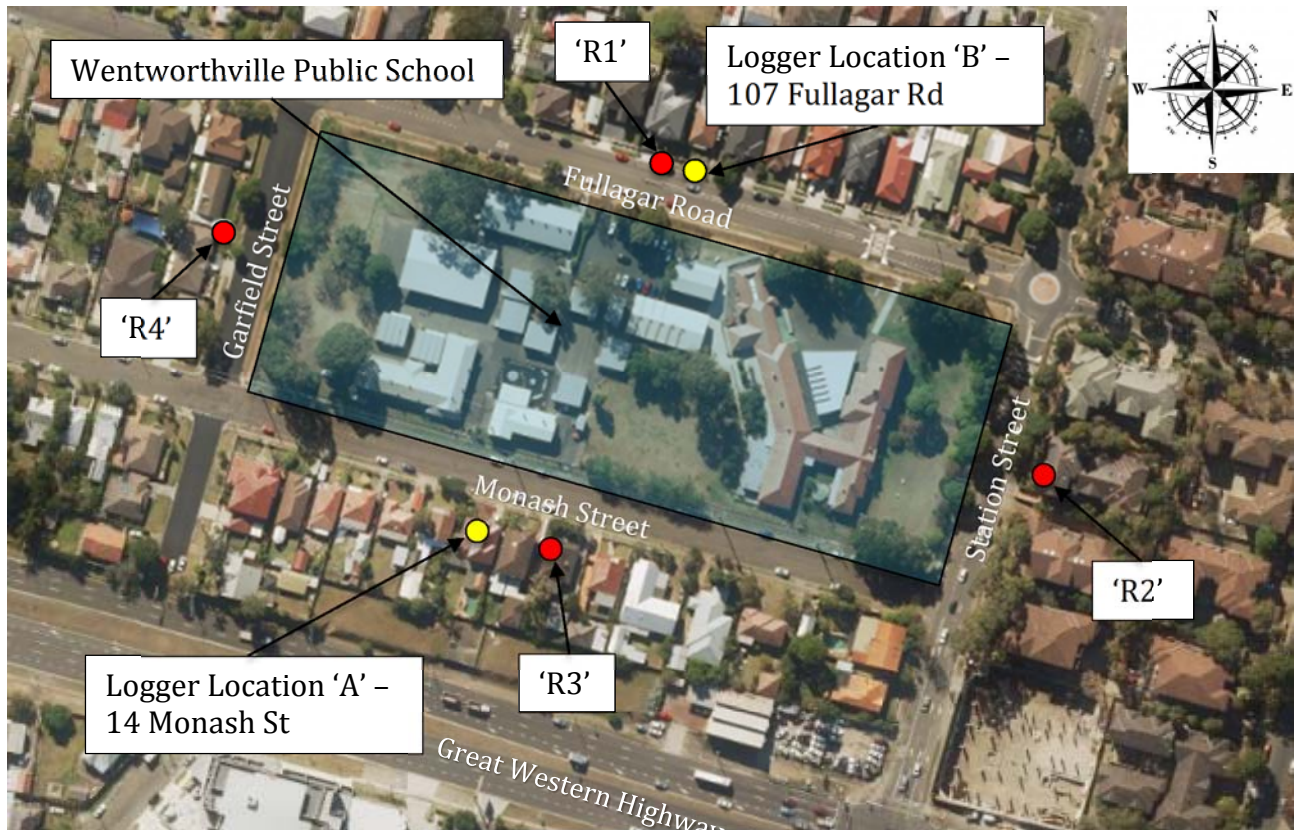 N
W
E
S
Wentworthville Public School
‘R1’
Logger Location ‘B’ –
107 Fullagar Rd
Fullagar Road
Garfield Street
‘R4’
Monash Street
Station Street
‘R2’
‘R3’
Logger Location ‘A’ –
14 Monash St
Great Western Highway